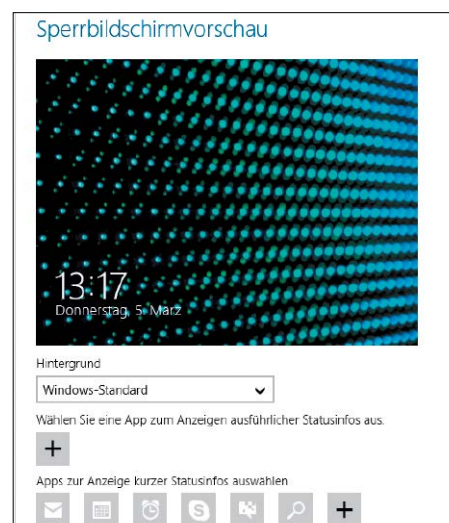 Sperrbildschirmvorschau
13:17
Donnerstag, 5. März
Hintergrund
Windows-Standard
Wählen Sie eine App zum Anzeigen ausführlicher Statusinfos aus.
Apps zur Anzeige kurzer Statusinfos auswählen